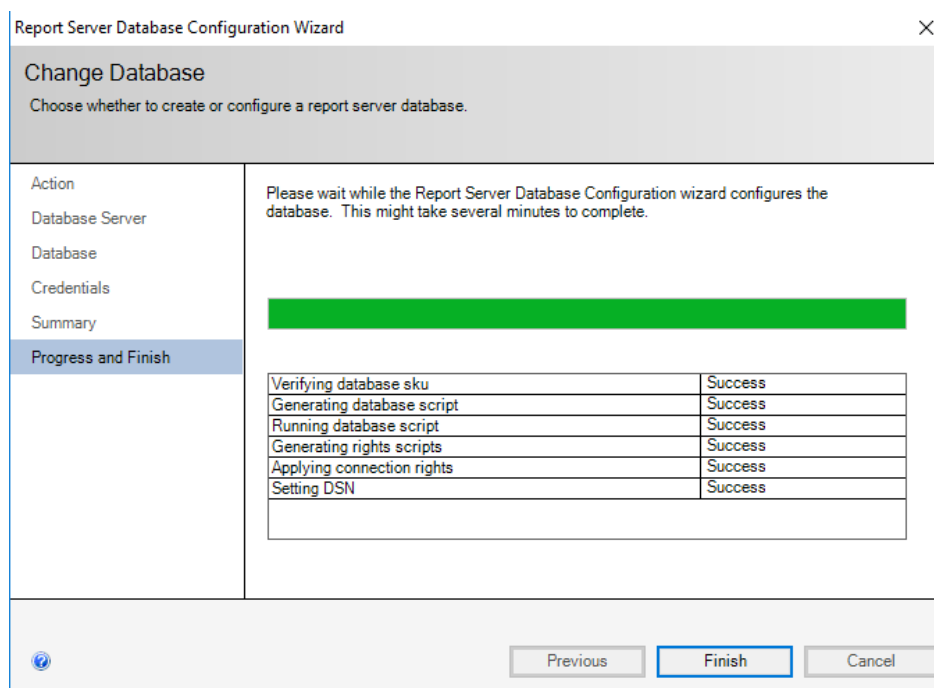 Report Server Database Configuration Wizard
Change Database
Choose whether to create or configure a report server database.
Action
Database Server
Database
Credentials
Summary
Progress and Finish
Please wait while the Report Server Database Configuration wizard configures the
database. This might take several minutes to complete.
Verifying database sku Success
Generating database script Success
Running database script Success
Generating rights scripts Success
Applying connection rights Success
Setting DSN Success
Previous Finish Cancel